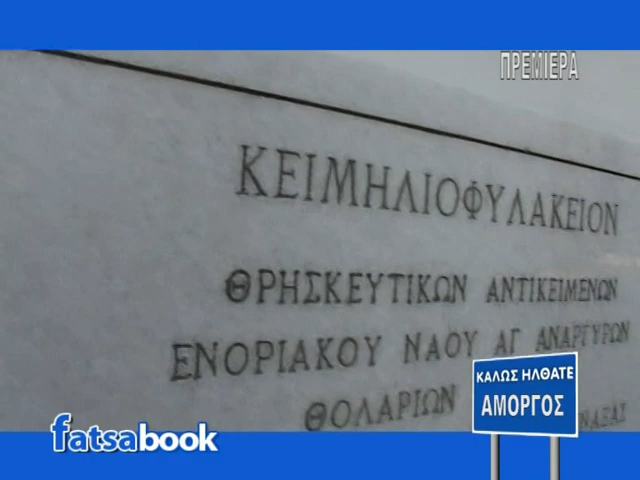 ΠΡΕΜΙΕΡΑ
ΚΕΙΜΗΛΙΟΦΥΛΑΚΕΙΟΝ
ΘΡΗΣΚΕΥΤΙΚΩΝ ΑΝΤΙΚΕΙΜΕΝΩΝ
ΕΝΟΡΙΑΚΟΥ ΝΑΟΥ ΑΓ ΑΝΑΡΓΥΡΩΝ
ΘΟΛΑΡΙΩΝ
ΚΑΛΩΣ ΗΛΘΑΤΕ
ΑΜΟΡΓΟΣ
fatsabook